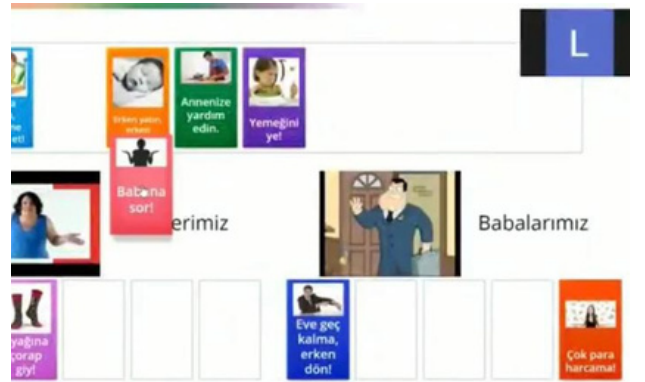 L
et!
Erken yatın,
erken
Annenize
yardım
edin.
Yemeğini
ye!
Babana
sor!
erimiz
Babalarımız
yağına
çorap
giy!
Eve geç
kalma,
erken
dön!
Çok para
harcama!